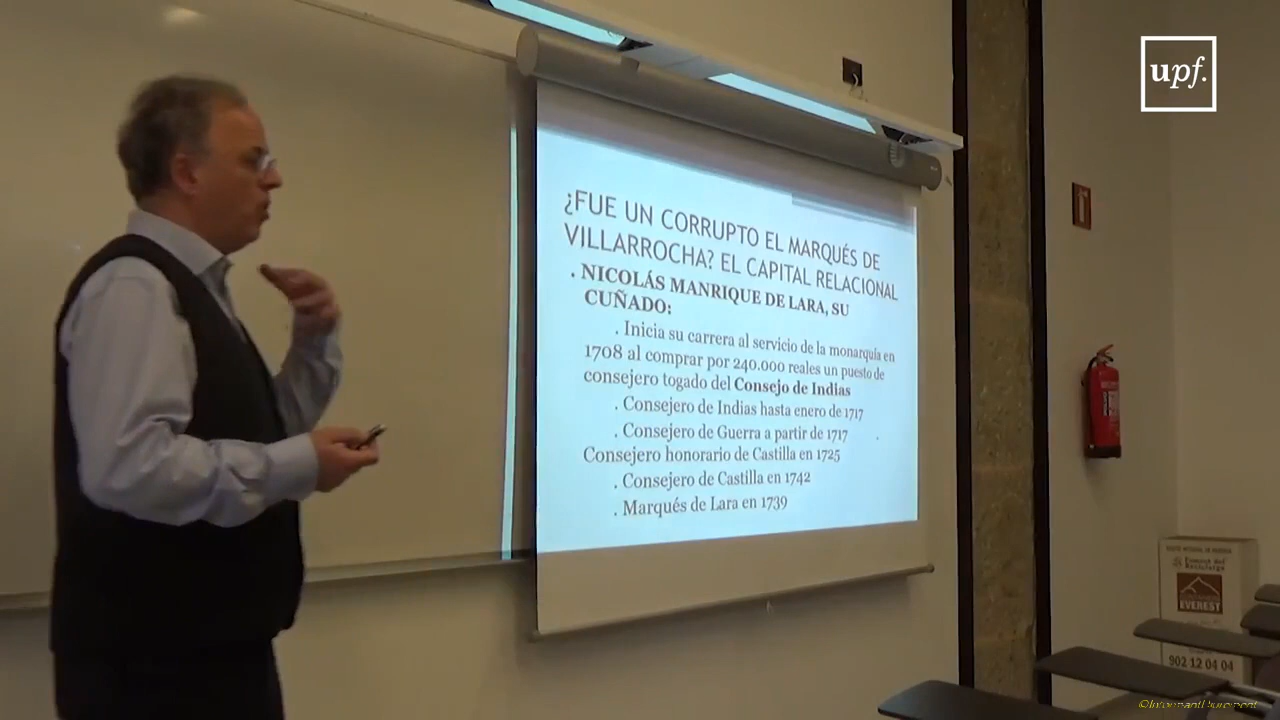 upf.
¿FUE UN CORRUPTO EL MARQUÉS DE
VILLARROCHA? EL CAPITAL RELACIONAL
. NICOLÁS MANRIQUE DE LARA, SU
CUÑADO:
. Inicia su carrera al servicio de la monarquía en
1708 al comprar por 240.000 reales un puesto de
consejero togado del Consejo de Indias
. Consejero de Indias hasta enero de 1717
. Consejero de Guerra a partir de 1717
Consejero honorario de Castilla en 1725
. Consejero de Castilla en 1742
. Marqués de Lara en 1739
EVEREST
902 12 04 04